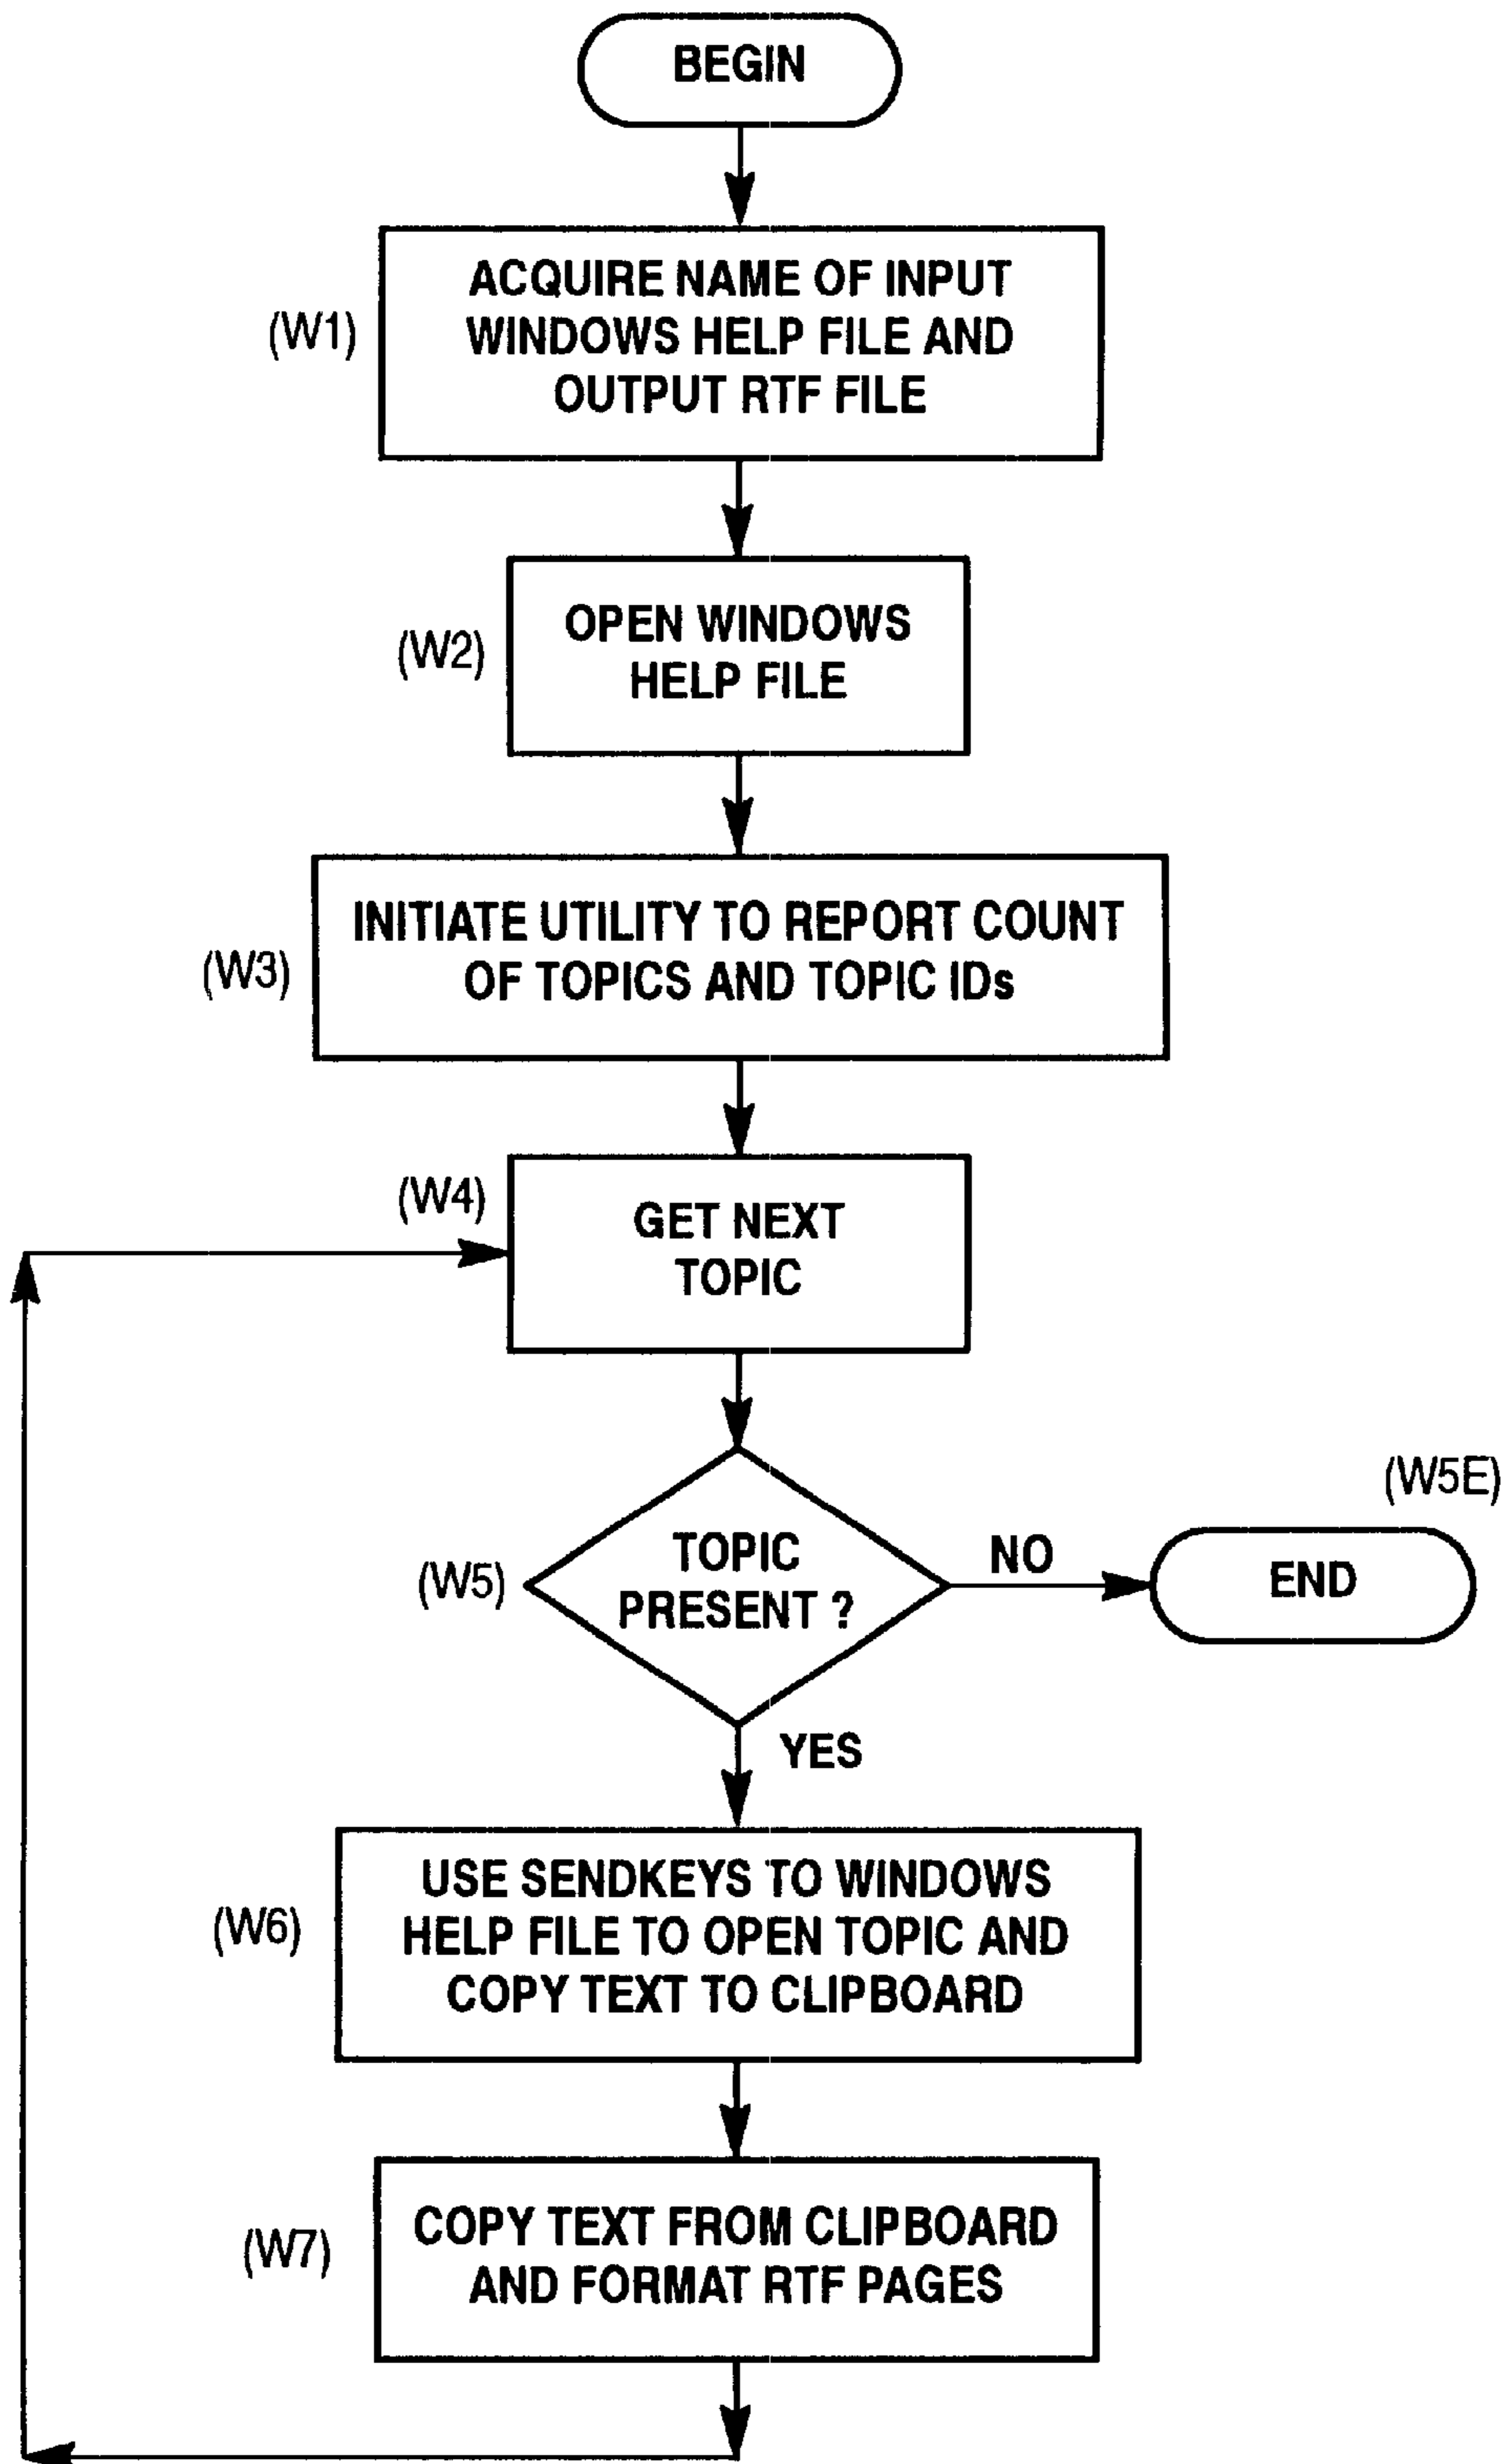 BEGIN
(W1)
ACQUIRE NAME OF INPUT
WINDOWS HELP FILE AND
OUTPUT RTF FILE
(W2)
OPEN WINDOWS
HELP FILE
(W3)
INITIATE UTILITY TO REPORT COUNT
OF TOPICS AND TOPIC IDs
(W4)
GET NEXT
TOPIC
(W5)
TOPIC
PRESENT ?
NO
(W5E)
END
YES
(W6)
USE SENDKEYS TO WINDOWS
HELP FILE TO OPEN TOPIC AND
COPY TEXT TO CLIPBOARD
(W7)
COPY TEXT FROM CLIPBOARD
AND FORMAT RTF PAGES